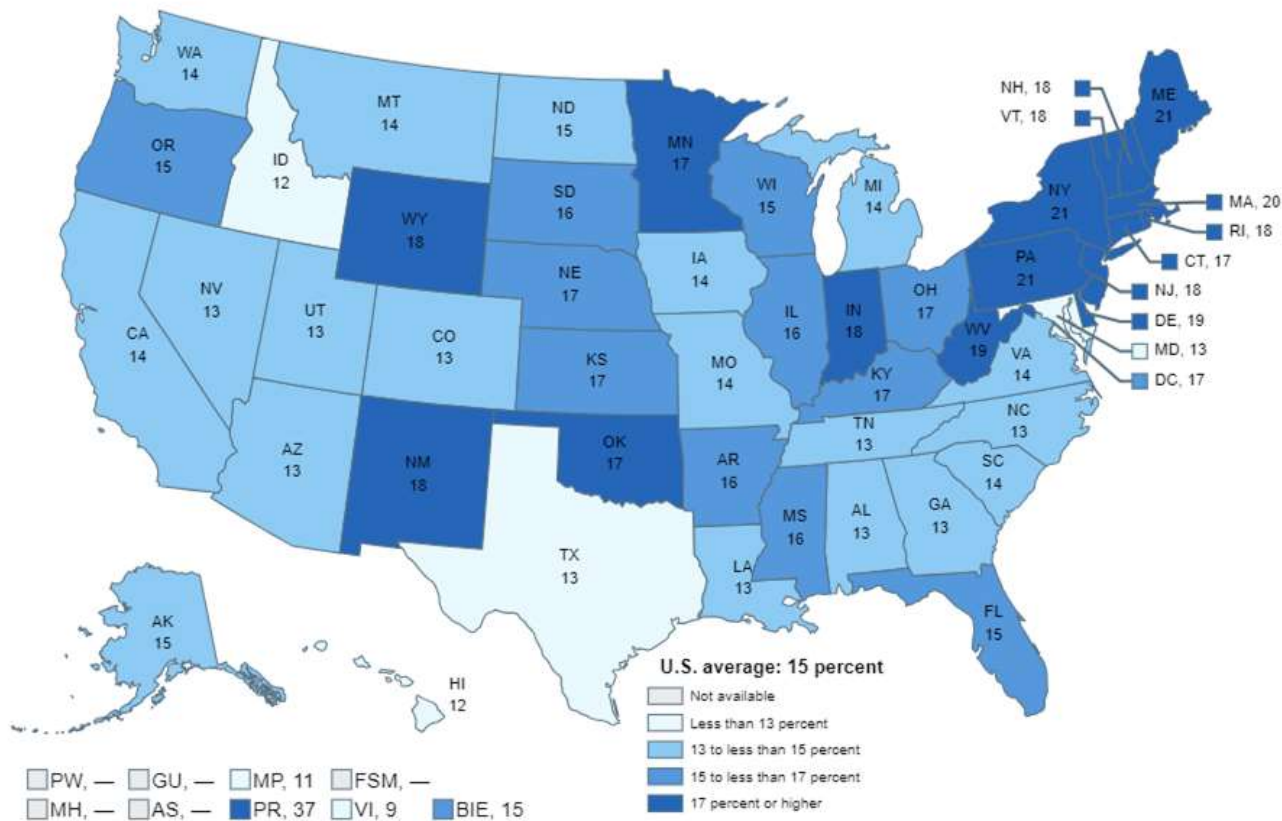 WA
14
MT
14
ND
15
MN
17
NH, 18
VT, 18
ME
21
OR
15
ID
12
SD
16
WI
15
MI
14
NY
21
MA, 20
RI, 18
WY
18
CT, 17
IA
14
PA
21
NJ, 18
NE
17
NV
13
UT
13
IL
16
IN
18
OH
17
DE, 19
CA
14
CO
13
WV
19
MD, 13
VA
14
KS
17
MO
14
KY
17
DC, 17
NC
13
TN
13
AZ
13
NM
18
OK
17
AR
16
SC
14
MS
16
AL
13
GA
13
TX
13
LA
13
AK
15
FL
15
HI
12
U.S. average: 15 percent
Not available
Less than 13 percent
13 to less than 15 percent
15 to less than 17 percent
17 percent or higher
PW, — GU, — MP, 11 FSM, —
MH, — AS, — PR, 37 VI, 9 BIE, 15